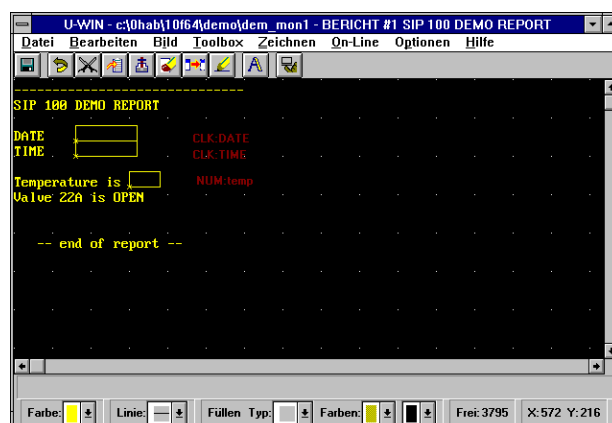 U-WIN - c:\0hab\10f64\demo\dem_mon1 - BERICHT #1 SIP 100 DEMO REPORT
Datei Bearbeiten Bild Toolbox Zeichnen On-Line Optionen Hilfe
A
------------------------------
SIP 100 DEMO REPORT
DATE CLK:DATE
TIME CLK:TIME
Temperature is NUM:temp
Valve 22A is OPEN
-- end of report --
Farbe: Linie: Füllen Typ: Farben: Frei: 3795 X:572 Y:216